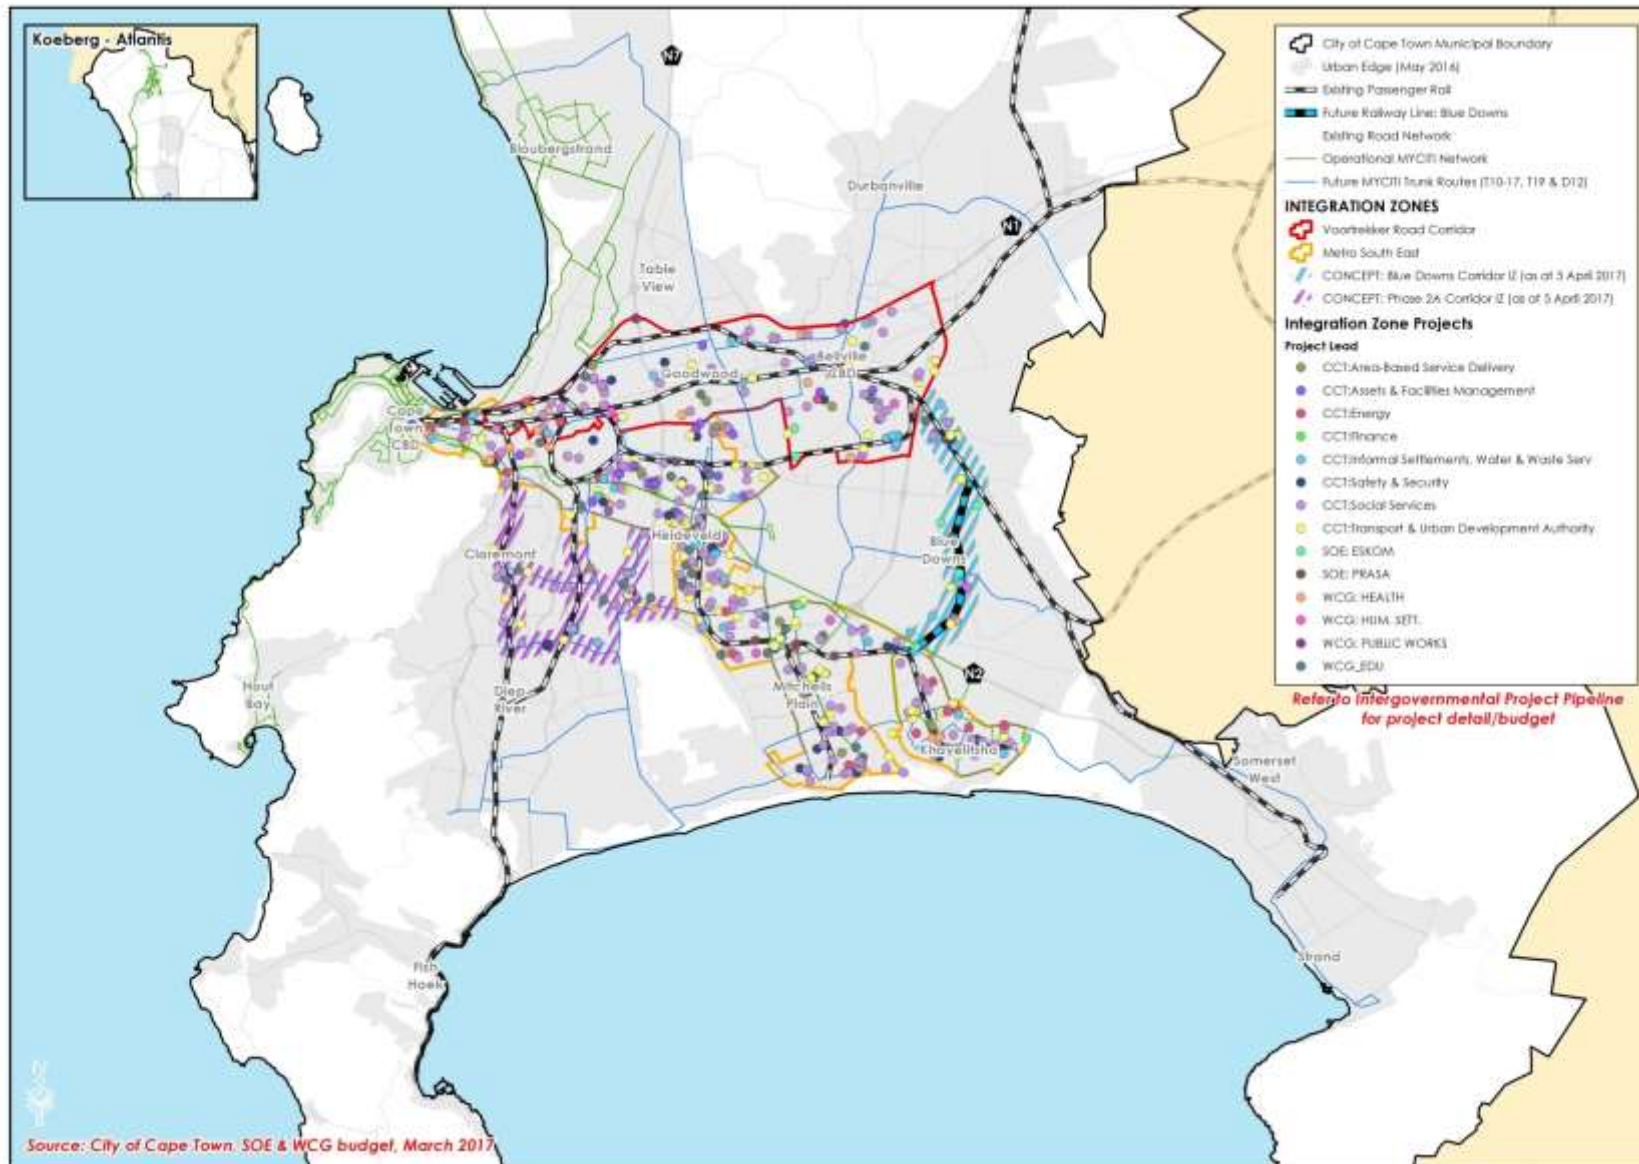 Koeberg - Atlantis
N7
Bloubergstrand
Durbanville
N1
Table
View
Goodwood
Bellville
CBD
Cape
Town
CBD
Heideveld
Claremont
Blue
Downs
Hout
Bay
Diep
River
Mitchells
Plain
N2
Khayelitsha
Somerset
West
Fish
Hoek
Strand
City of Cape Town Municipal Boundary
Urban Edge (May 2016)
Existing Passenger Rail
Future Railway Line: Blue Downs
Existing Road Network
Operational MYCITI Network
Future MYCITI Trunk Routes (T10-17, T19 & D12)
INTEGRATION ZONES
Voortrekker Road Corridor
Metro South East
CONCEPT: Blue Downs Corridor IZ (as at 5 April 2017)
CONCEPT: Phase 2A Corridor IZ (as at 5 April 2017)
Integration Zone Projects
Project Lead
CCT:Area-Based Service Delivery
CCT:Assets & Facilities Management
CCT:Energy
CCT:Finance
CCT:Informal Settlements, Water & Waste Serv
CCT:Safety & Security
CCT:Social Services
CCT:Transport & Urban Development Authority
SOE: ESKOM
SOE: PRASA
WCG: HEALTH
WCG: HUM. SETT.
WCG: PUBLIC WORKS
WCG_EDU
Refer to Intergovernmental Project Pipeline
for project detail/budget
N
Source: City of Cape Town, SOE & WCG budget, March 2017